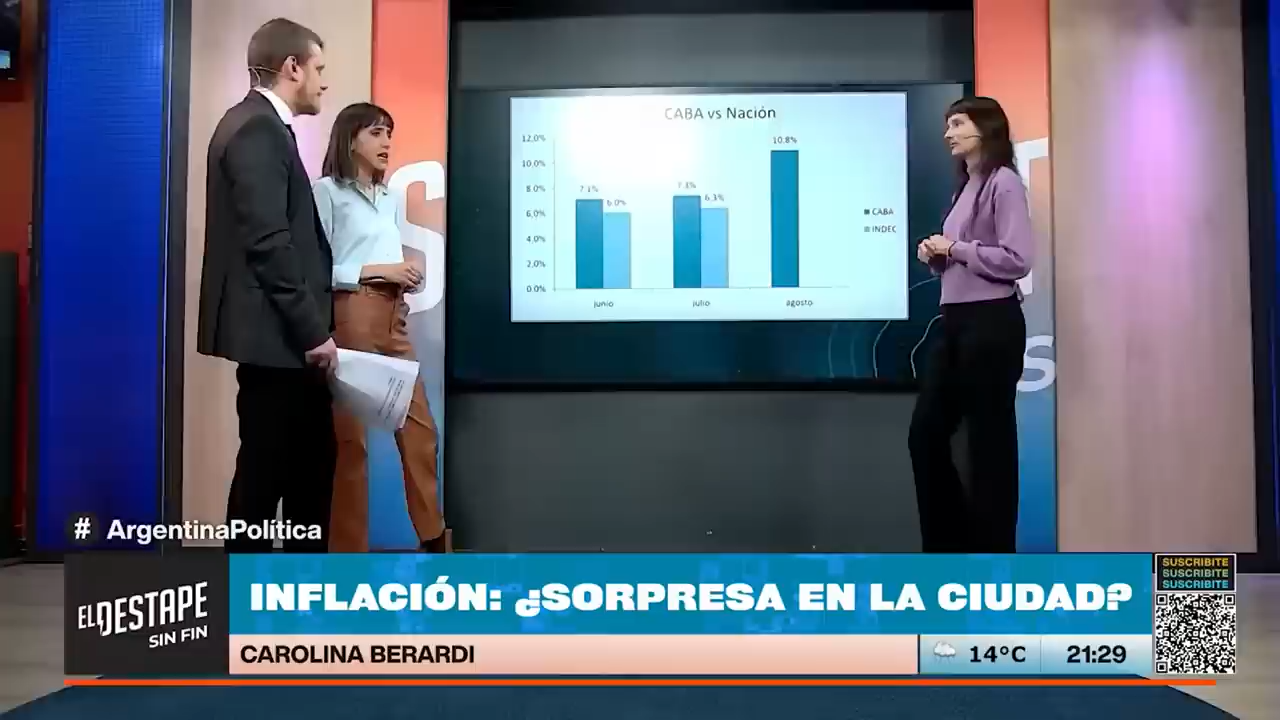 CABA vs Nación
12,0%
10,0%
8,0%
6,0%
4,0%
2,0%
0,0%
7,1%
6,0%
7,3%
6,3%
10,8%
junio
julio
agosto
CABA
INDEC
# ArgentinaPolítica
EL DESTAPE
SIN FIN
INFLACIÓN: ¿SORPRESA EN LA CIUDAD?
CAROLINA BERARDI
14°C
21:29
SUSCRIBITE
SUSCRIBITE
SUSCRIBITE